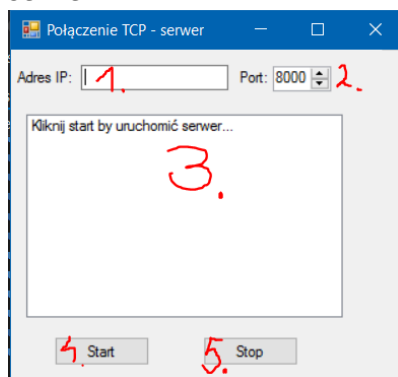 Połączenie TCP - serwer
Adres IP: 1. Port: 8000 2.
Kliknij start by uruchomić serwer...
3.
4. Start 5. Stop